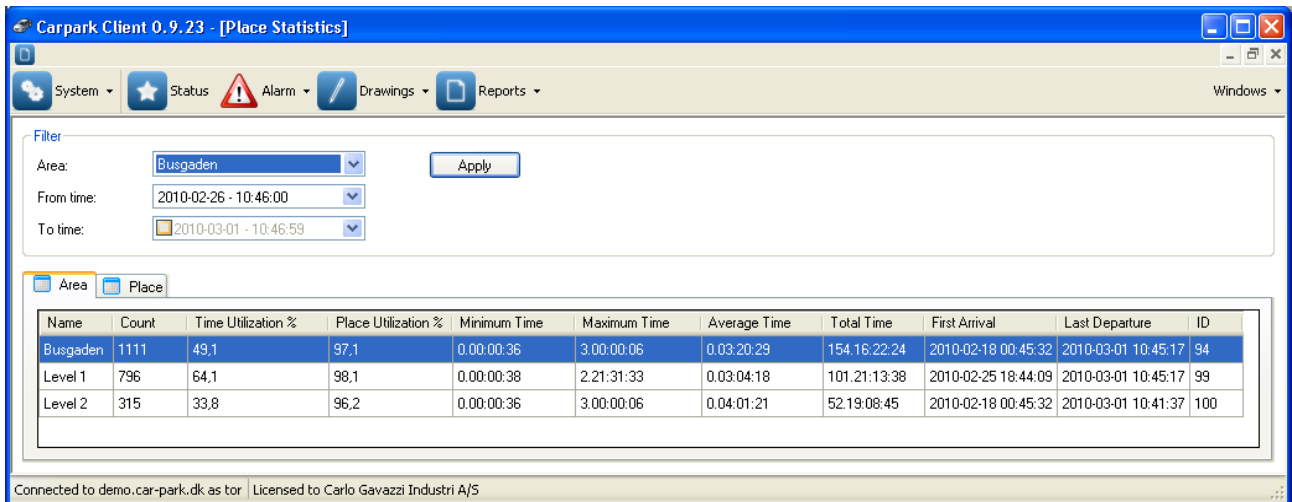 Carpark Client 0.9.23 - [Place Statistics]
System Status Alarm Drawings Reports Windows
Filter
Area: Busgaden Apply
From time: 2010-02-26 - 10:46:00
To time: 2010-03-01 - 10:46:59
Area Place
Name Count Time Utilization % Place Utilization % Minimum Time Maximum Time Average Time Total Time First Arrival Last Departure ID
Busgaden 1111 49,1 97,1 0.00:00:36 3.00:00:06 0.03:20:29 154.16:22:24 2010-02-18 00:45:32 2010-03-01 10:45:17 94
Level 1 796 64,1 98,1 0.00:00:38 2.21:31:33 0.03:04:18 101.21:13:38 2010-02-25 18:44:09 2010-03-01 10:45:17 99
Level 2 315 33,8 96,2 0.00:00:36 3.00:00:06 0.04:01:21 52.19:08:45 2010-02-18 00:45:32 2010-03-01 10:41:37 100
Connected to demo.car-park.dk as tor Licensed to Carlo Gavazzi Industri A/S